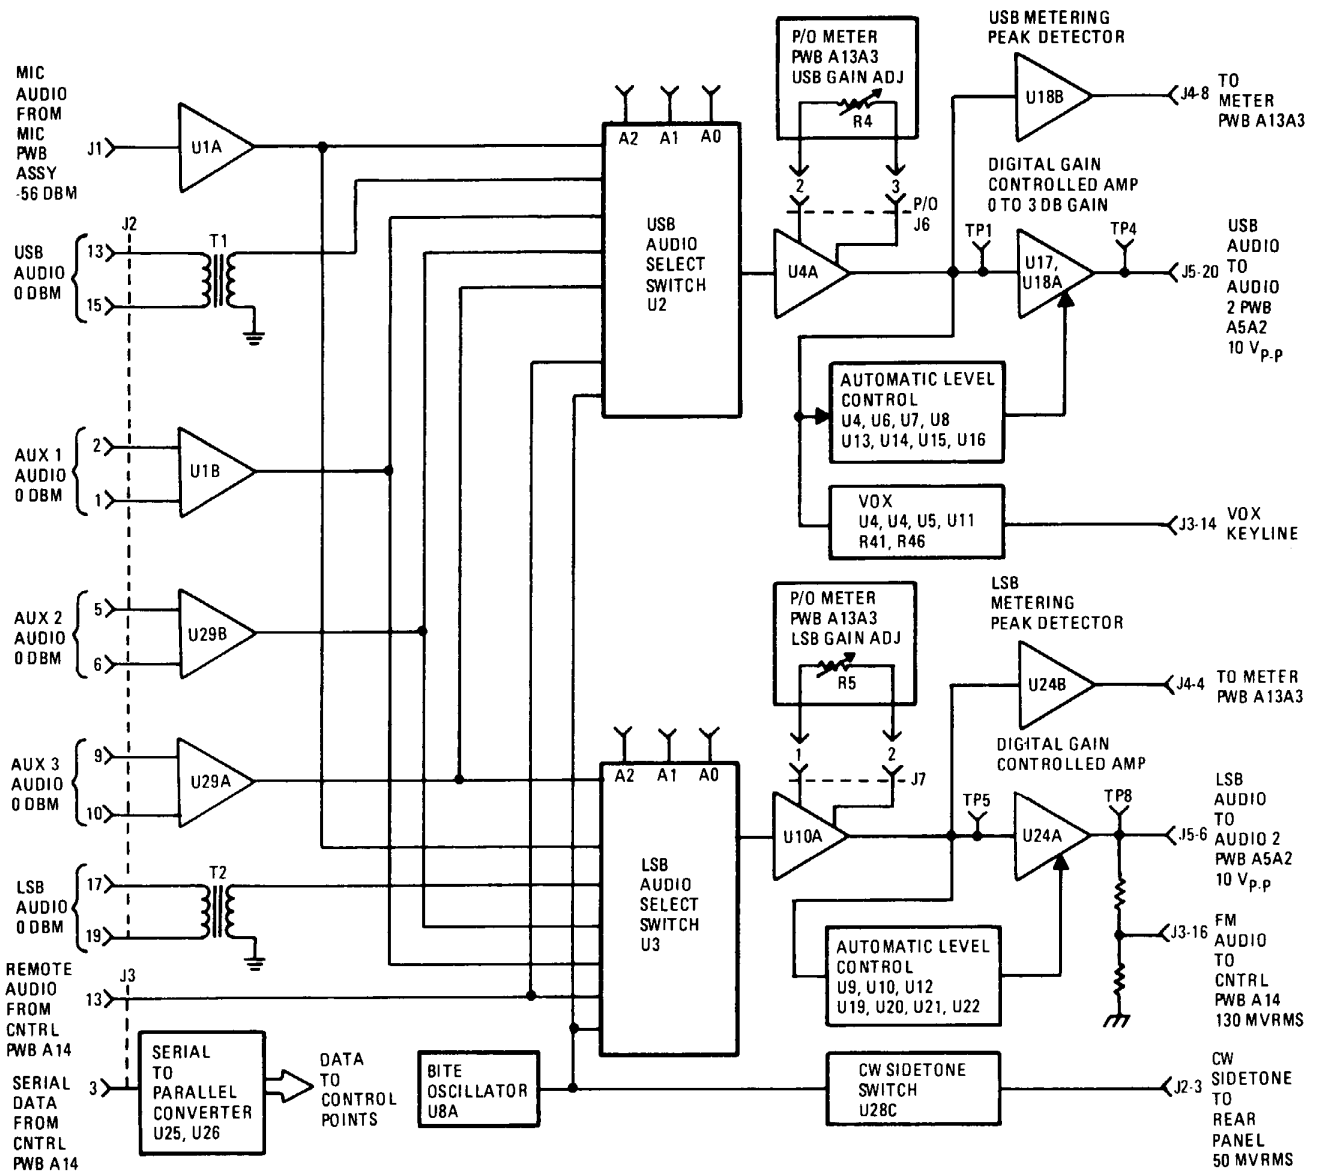 MIC
AUDIO
FROM
MIC
PWB
ASSY
-56 DBM
J1
U1A
J2
USB
AUDIO
0 DBM
13
15
T1
AUX 1
AUDIO
0 DBM
2
1
U1B
AUX 2
AUDIO
0 DBM
5
6
U29B
AUX 3
AUDIO
0 DBM
9
10
U29A
LSB
AUDIO
0 DBM
17
19
T2
REMOTE
AUDIO
FROM
CNTRL
PWB A14
J3
13
SERIAL
DATA
FROM
CNTRL
PWB A14
3
SERIAL
TO
PARALLEL
CONVERTER
U25, U26
DATA
TO
CONTROL
POINTS
BITE
OSCILLATOR
U8A
A2 A1 A0
USB
AUDIO
SELECT
SWITCH
U2
A2 A1 A0
LSB
AUDIO
SELECT
SWITCH
U3
P/O METER
PWB A13A3
USB GAIN ADJ
R4
2 3
P/O
J6
U4A
USB METERING
PEAK DETECTOR
U18B
J4-8
TO
METER
PWB A13A3
DIGITAL GAIN
CONTROLLED AMP
0 TO 3 DB GAIN
TP1
U17,
U18A
TP4
J5-20
USB
AUDIO
TO
AUDIO
2 PWB
A5A2
10 VP-P
AUTOMATIC LEVEL
CONTROL
U4, U6, U7, U8
U13, U14, U15, U16
VOX
U4, U4, U5, U11
R41, R46
J3-14
VOX
KEYLINE
P/O METER
PWB A13A3
LSB GAIN ADJ
R5
1 2
J7
U10A
LSB
METERING
PEAK DETECTOR
U24B
J4-4
TO METER
PWB A13A3
DIGITAL GAIN
CONTROLLED AMP
TP5
U24A
TP8
J5-6
LSB
AUDIO
TO
AUDIO 2
PWB A5A2
10 VP-P
AUTOMATIC LEVEL
CONTROL
U9, U10, U12
U19, U20, U21, U22
J3-16
FM
AUDIO
TO
CNTRL
PWB A14
130 MVRMS
CW SIDETONE
SWITCH
U28C
J2-3
CW
SIDETONE
TO
REAR
PANEL
50 MVRMS